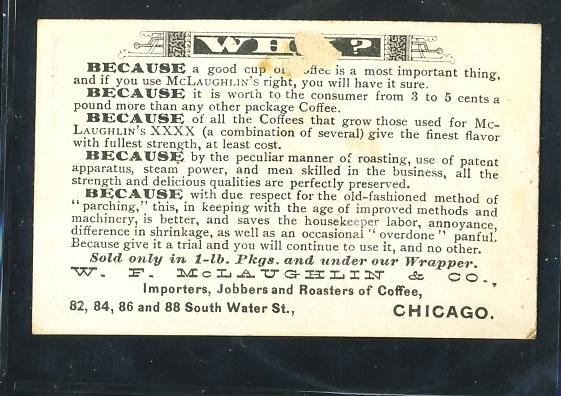 BECAUSE a good cup is a most important thing,
and if you use MCLAUGHLIN'S right, you will have it sure.
BECAUSE it is worth to the consumer from 3 to 5 cents a
pound more than any other package Coffee.
BECAUSE of all the Coffees that grow those used for Mc-
LAUGHLIN'S XXXX (a combination of several) give the finest flavor
with fullest strength, at least cost.
BECAUSE by the peculiar manner of roasting, use of patent
apparatus, steam power, and men skilled in the business, all the
strength and delicious qualities are perfectly preserved.
BECAUSE with due respect for the old-fashioned method of
"parching," this, in keeping with the age of improved methods and
machinery, is better, and saves the housekeeper labor, annoyance,
difference in shrinkage, as well as an occasional "overdone" panful.
Because give it a trial and you will continue to use it, and no other.
Sold only in 1-lb. Pkgs. and under our Wrapper.
W. F. MCLAUGHLIN & CO.,
Importers, Jobbers and Roasters of Coffee,
82, 84, 86 and 88 South Water St., CHICAGO.